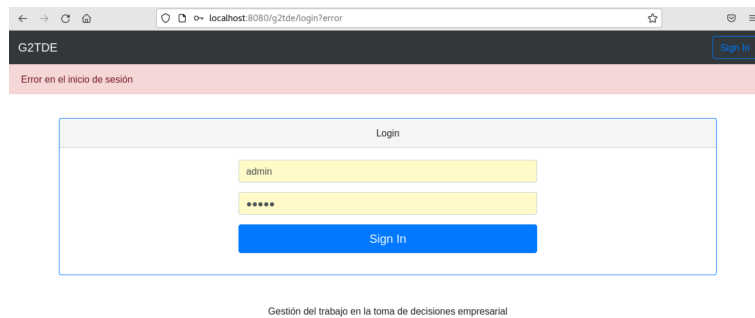 localhost:8080/g2tde/login?error
G2TDE
Sign In
Error en el inicio de sesión
Login
admin
●●●●●
Sign In
Gestión del trabajo en la toma de decisiones empresarial